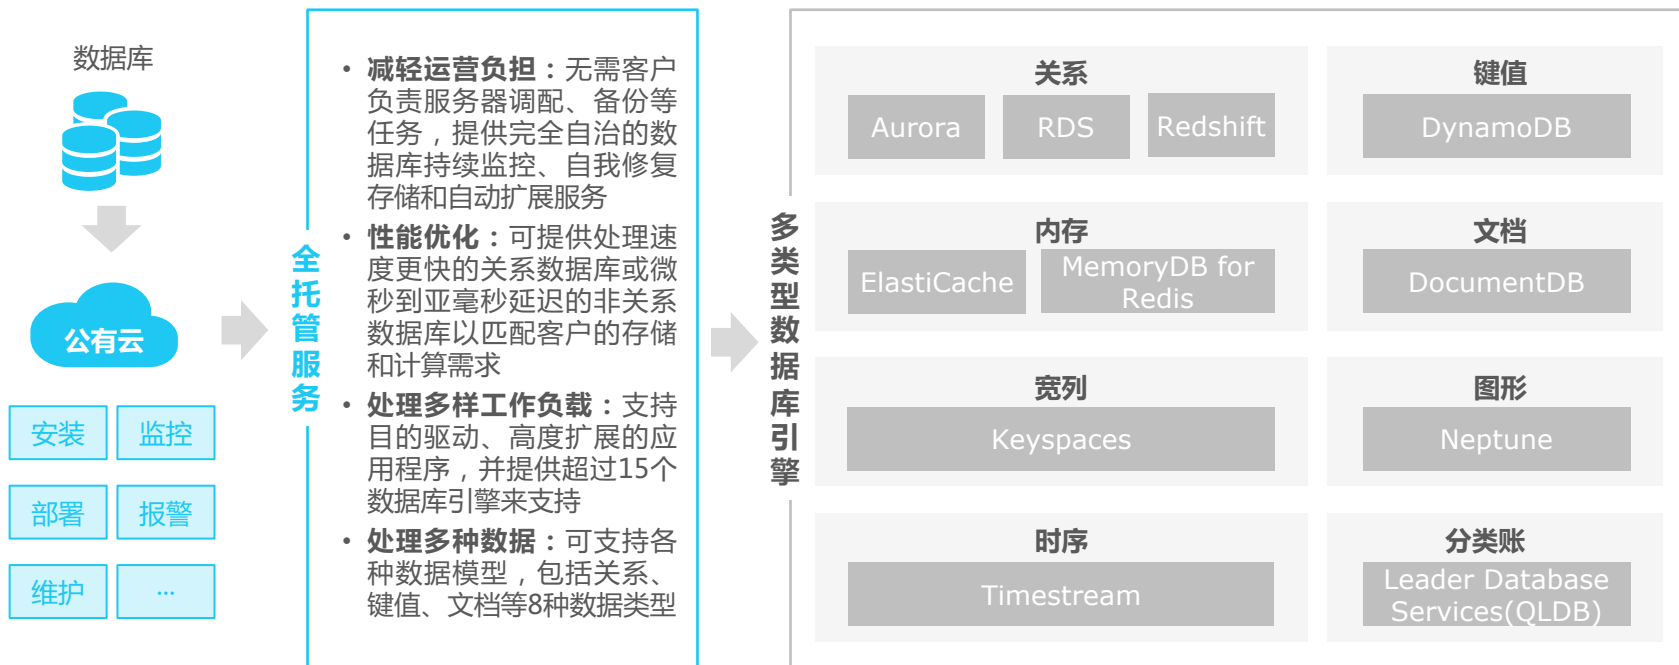 数据库
公有云
安装
监控
部署
报警
维护
...
全托管服务
• 减轻运营负担：无需客户
负责服务器调配、备份等
任务，提供完全自治的数
据库持续监控、自我修复
存储和自动扩展服务
• 性能优化：可提供处理速
度更快的关系数据库或微
秒到亚毫秒延迟的非关系
数据库以匹配客户的存储
和计算需求
• 处理多样工作负载：支持
目的驱动、高度扩展的应
用程序，并提供超过15个
数据库引擎来支持
• 处理多种数据：可支持各
种数据模型，包括关系、
键值、文档等8种数据类型
多类型数据库引擎
关系
Aurora
RDS
Redshift
键值
DynamoDB
内存
ElastiCache
MemoryDB for
Redis
文档
DocumentDB
宽列
Keyspaces
图形
Neptune
时序
Timestream
分类账
Leader Database
Services(QLDB)